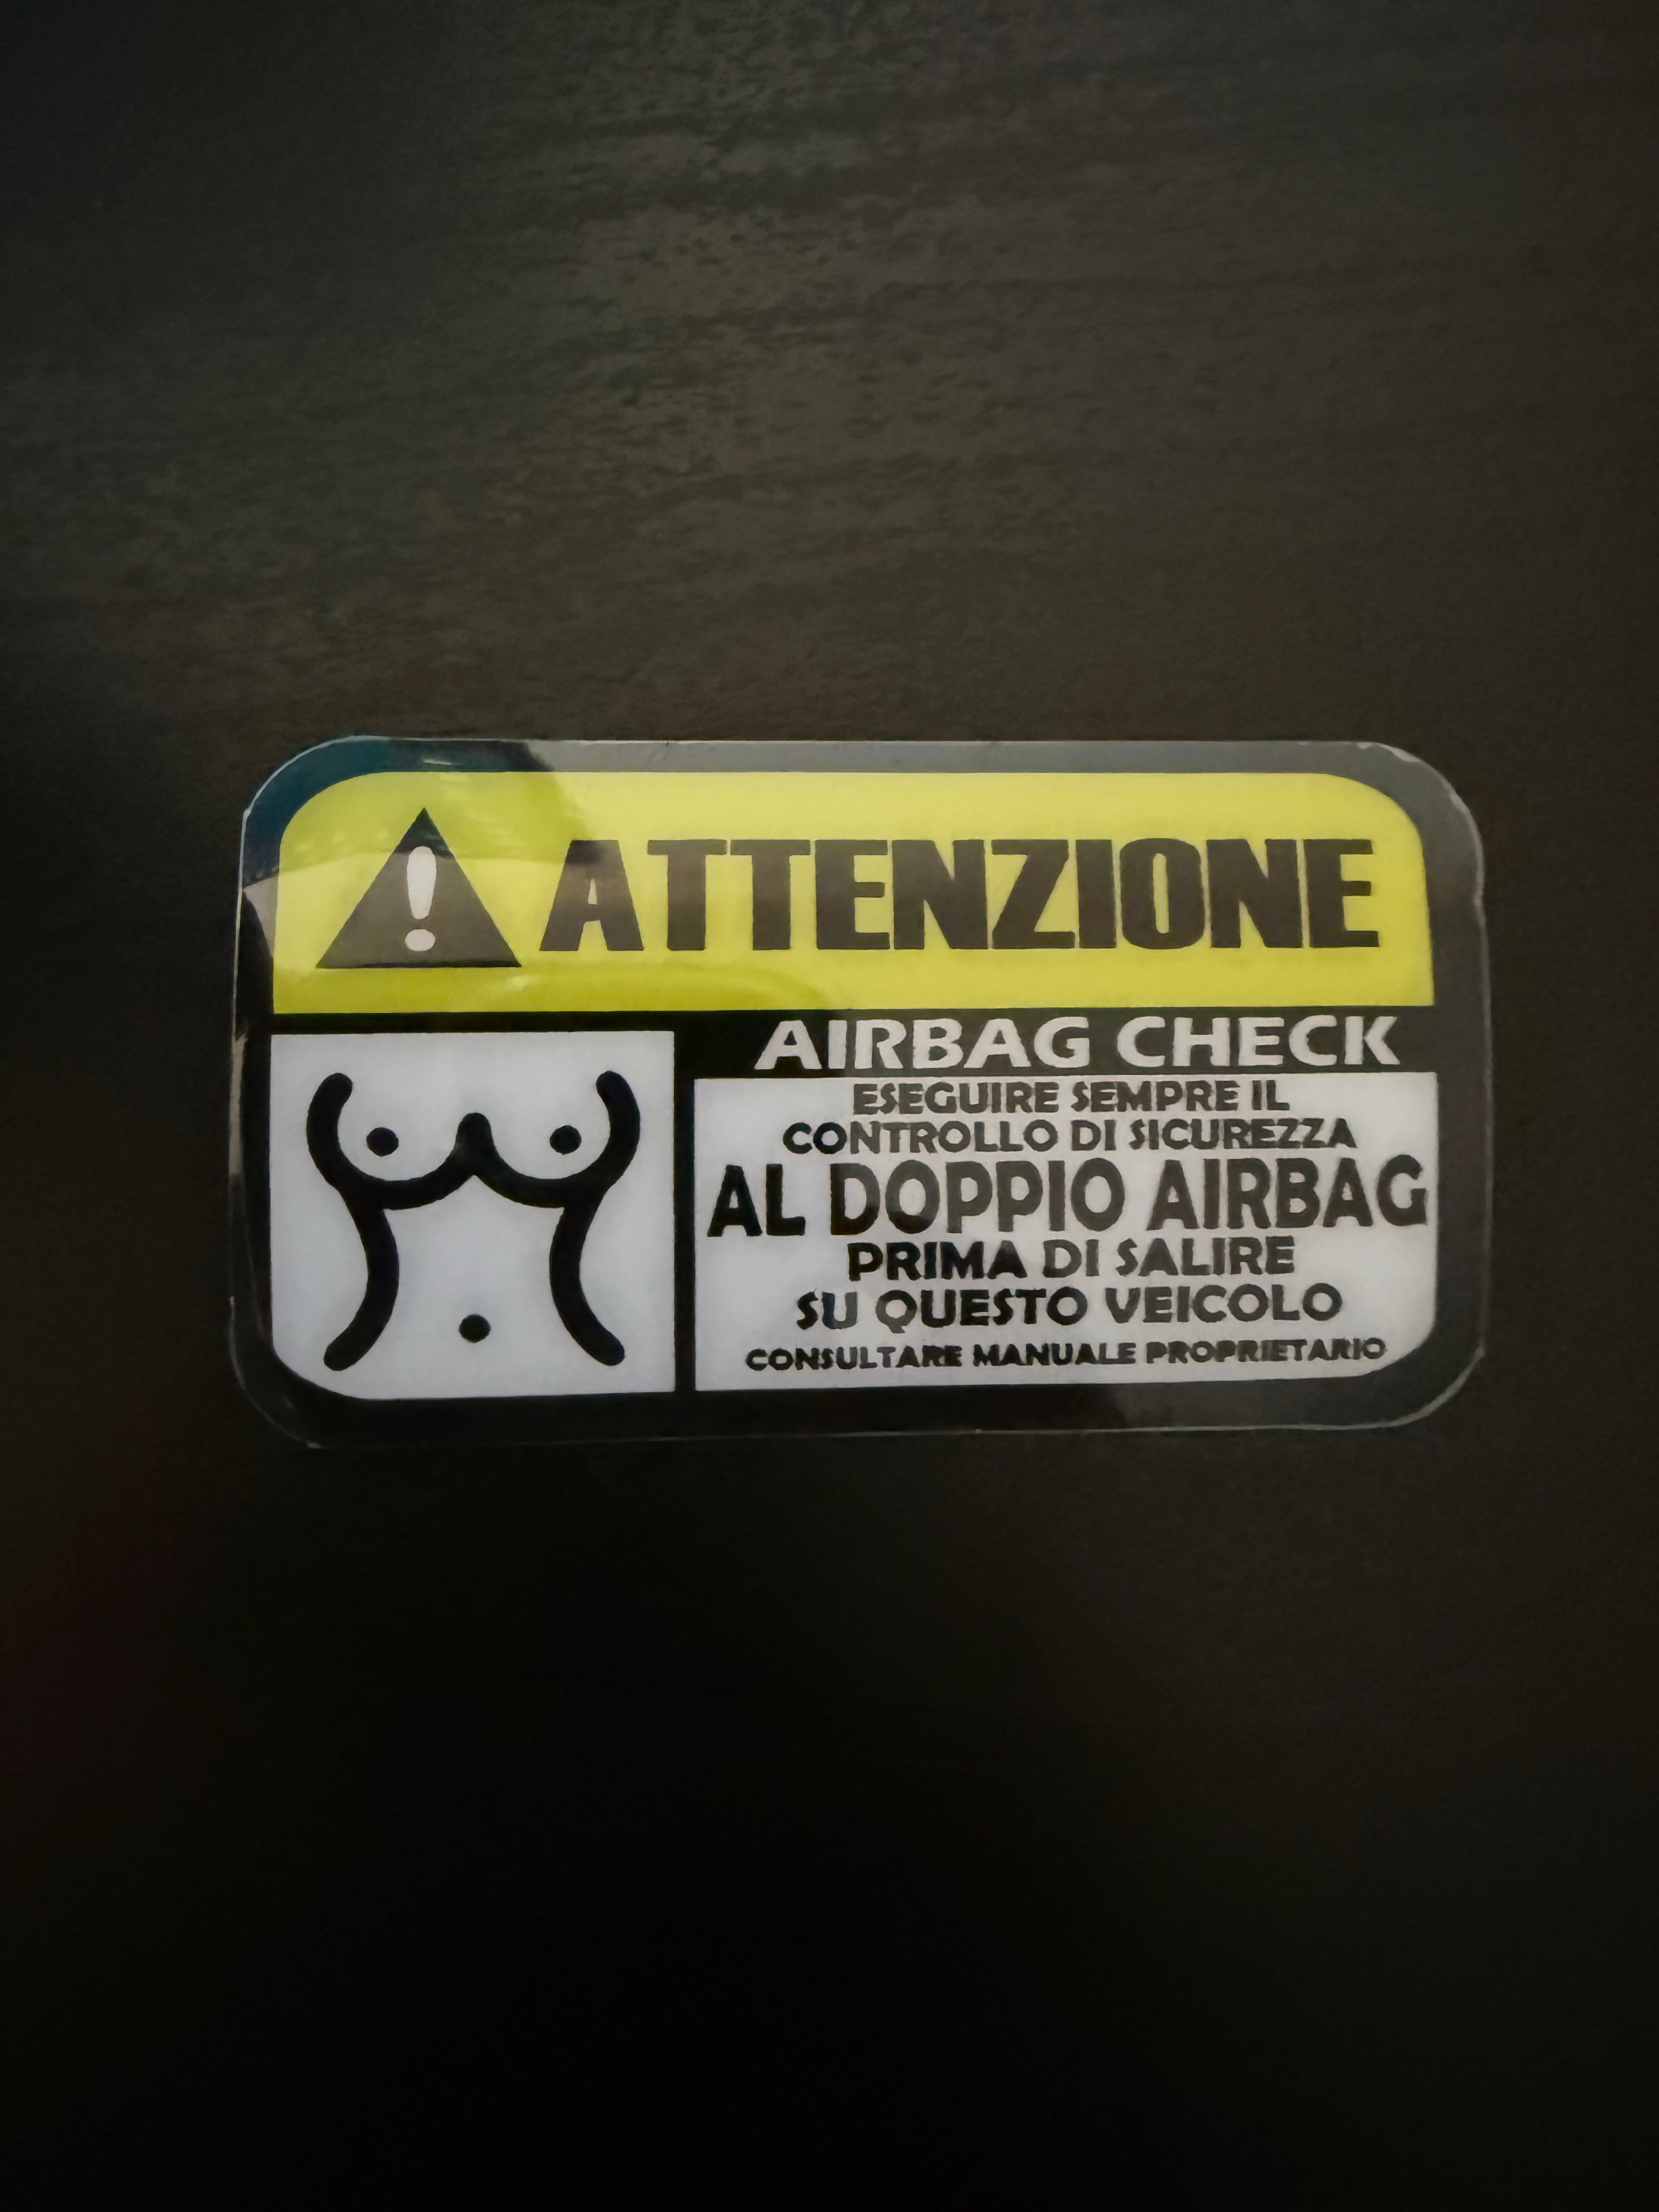 ATTENZIONE
AIRBAG CHECK
ESEGUIRE SEMPRE IL
CONTROLLO DI SICUREZZA
AL DOPPIO AIRBAG
PRIMA DI SALIRE
SU QUESTO VEICOLO
CONSULTARE MANUALE PROPRIETARIO